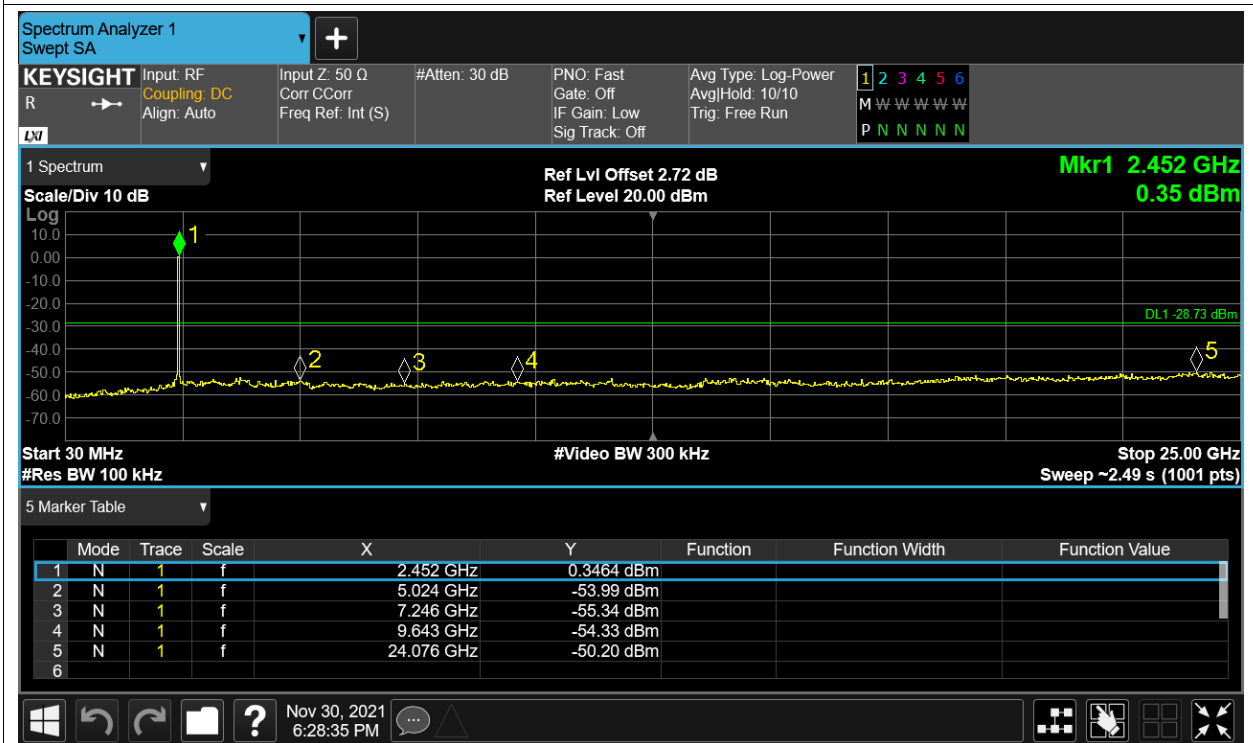 Spectrum Analyzer 1
Swept SA
+
KEYSIGHT
R
LXI
Input: RF
Coupling: DC
Align: Auto
Input Z: 50 Ω
Corr CCorr
Freq Ref: Int (S)
#Atten: 30 dB
PNO: Fast
Gate: Off
IF Gain: Low
Sig Track: Off
Avg Type: Log-Power
Avg|Hold: 10/10
Trig: Free Run
1 2 3 4 5 6
M W W W W W
P N N N N N
1 Spectrum
Scale/Div 10 dB
Ref Lvl Offset 2.72 dB
Ref Level 20.00 dBm
Mkr1 2.452 GHz
0.35 dBm
Log
10.0
0.00
-10.0
-20.0
-30.0
-40.0
-50.0
-60.0
-70.0
1
2
3
4
5
DL1 -28.73 dBm
Start 30 MHz
#Res BW 100 kHz
#Video BW 300 kHz
Stop 25.00 GHz
Sweep ~2.49 s (1001 pts)
5 Marker Table
Mode Trace Scale X Y Function Function Width Function Value
1 N 1 f 2.452 GHz 0.3464 dBm
2 N 1 f 5.024 GHz -53.99 dBm
3 N 1 f 7.246 GHz -55.34 dBm
4 N 1 f 9.643 GHz -54.33 dBm
5 N 1 f 24.076 GHz -50.20 dBm
6
?
Nov 30, 2021
6:28:35 PM